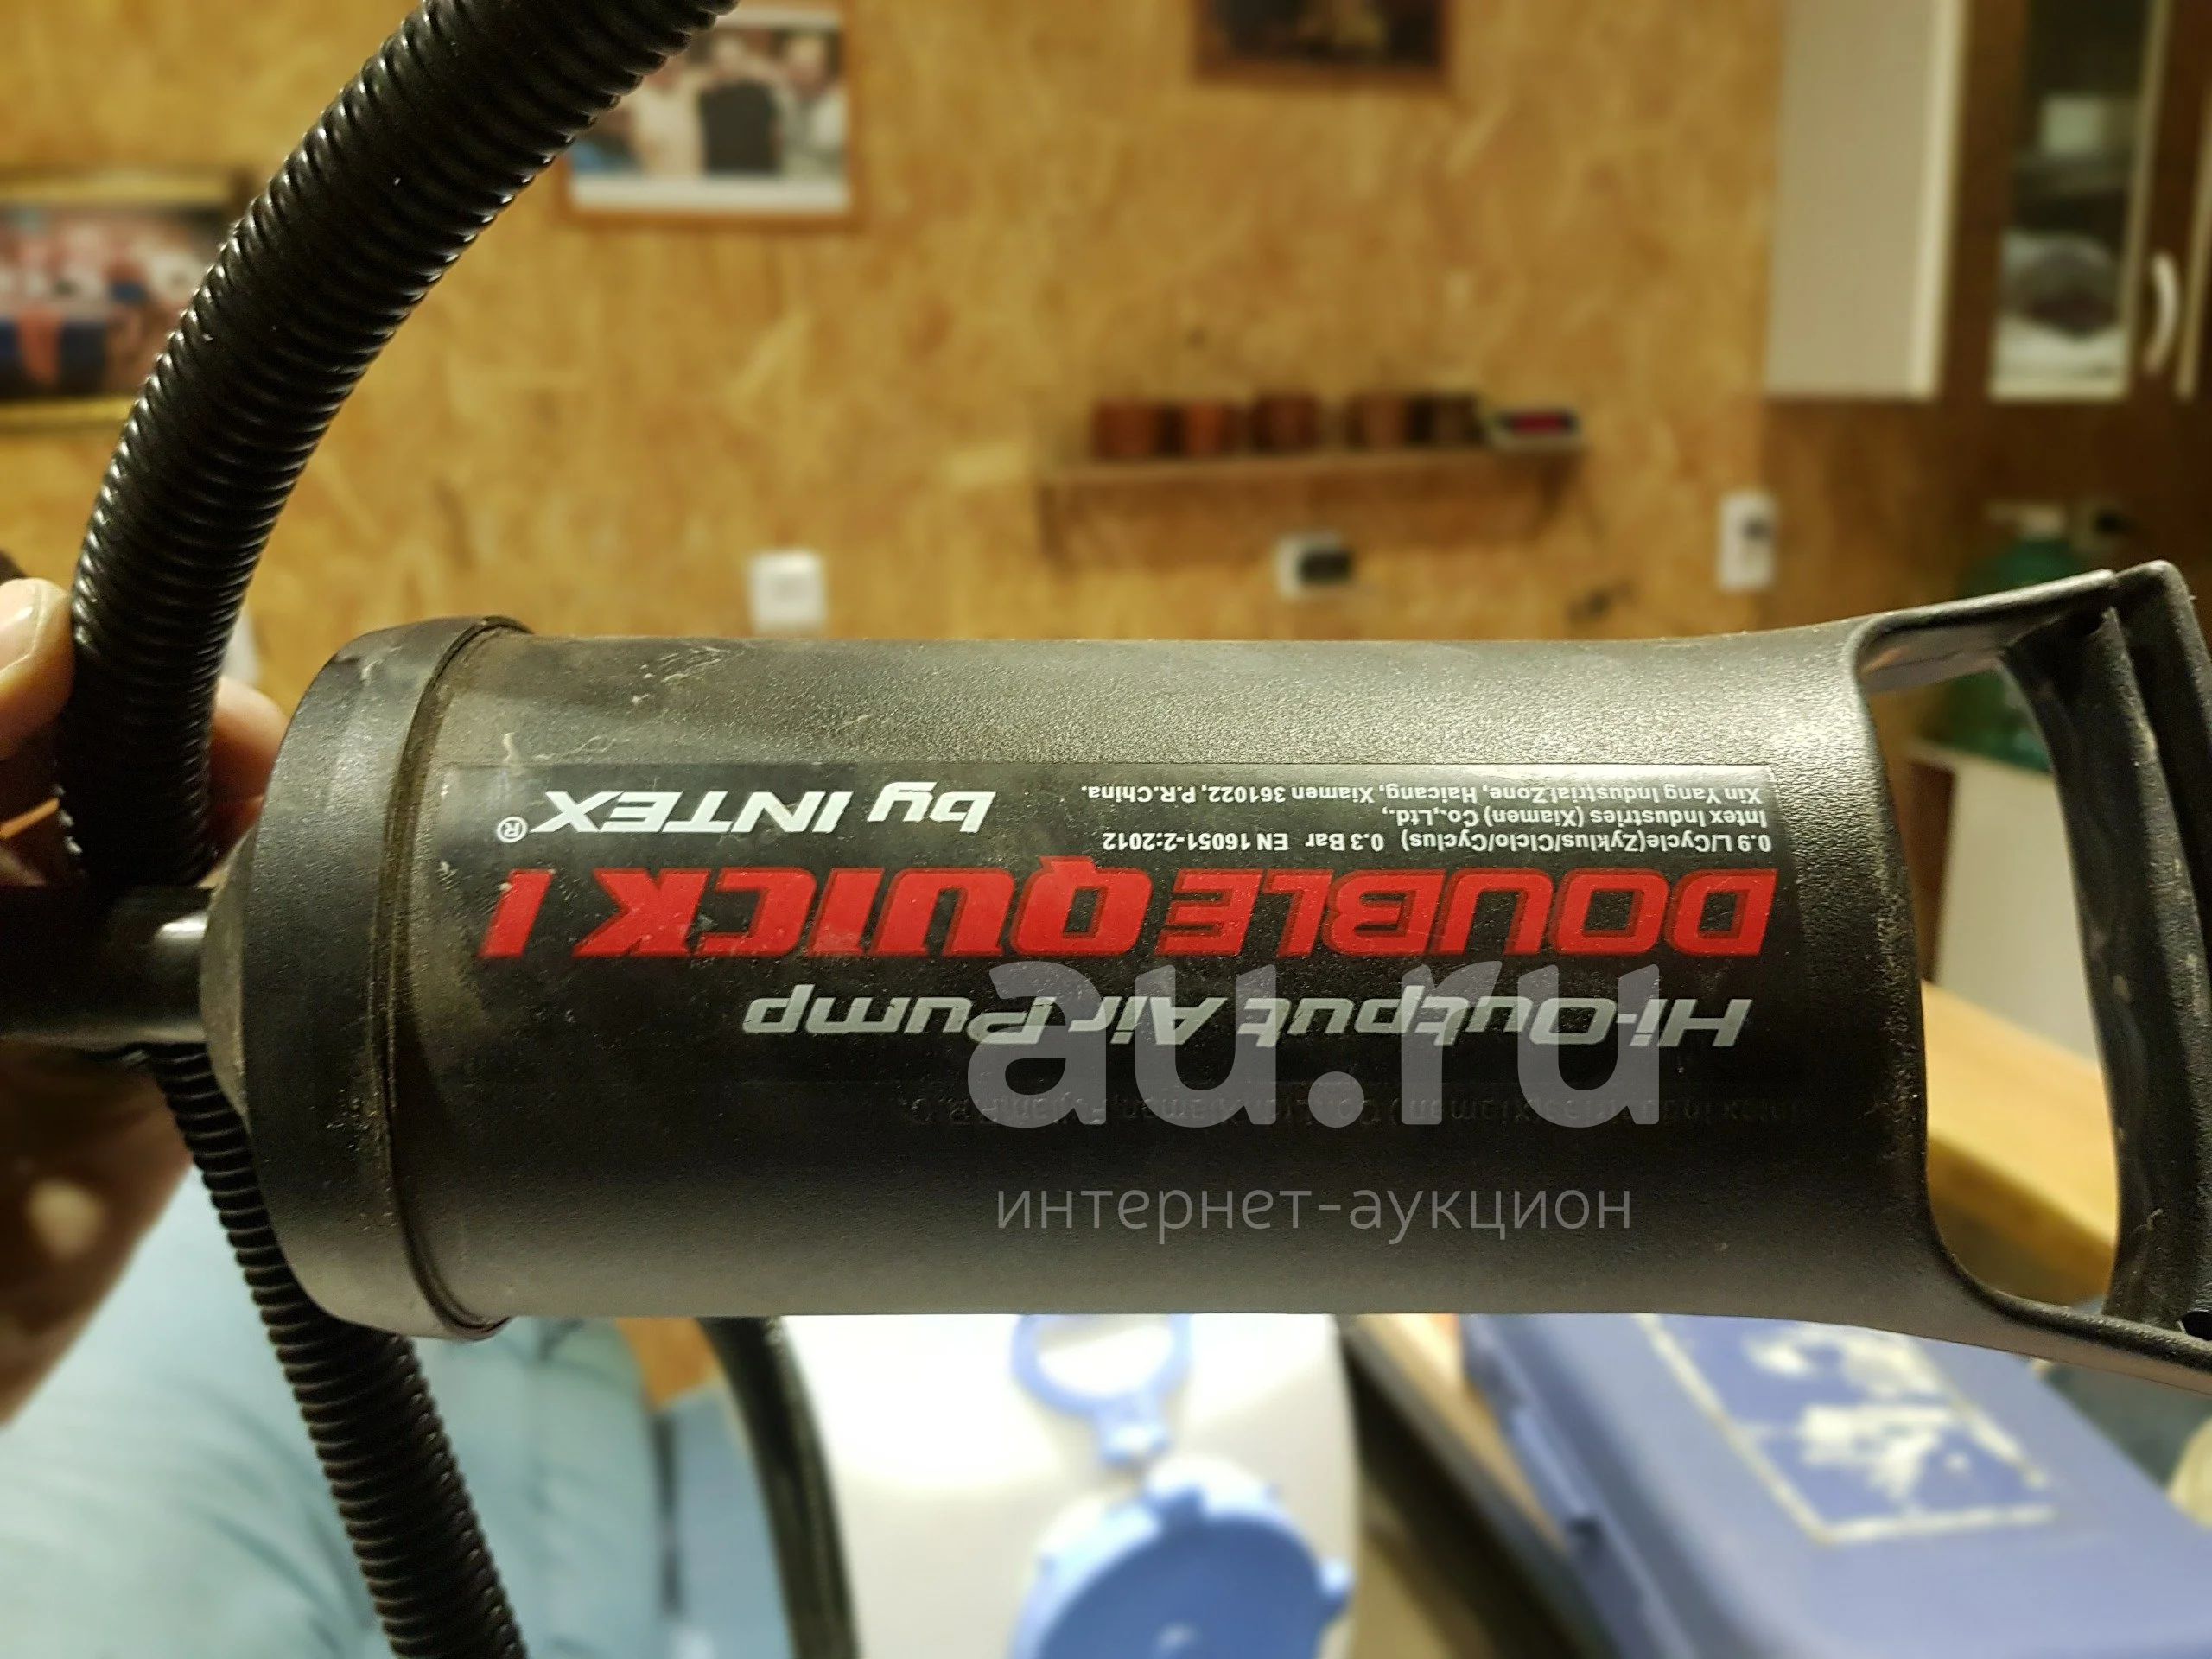 Hi-Output Air Pump
DOUBLE QUICK I
0.9 L/Cycle(Zyklus/Ciclo/Cyclus) 0.3 Bar EN 16051-2:2012
Intex Industries (Xiamen) Co.,Ltd.,
Xin Yang Industrial Zone, Haicang, Xiamen 361022, P.R.China.
by INTEX®
au.ru
интернет-аукцион